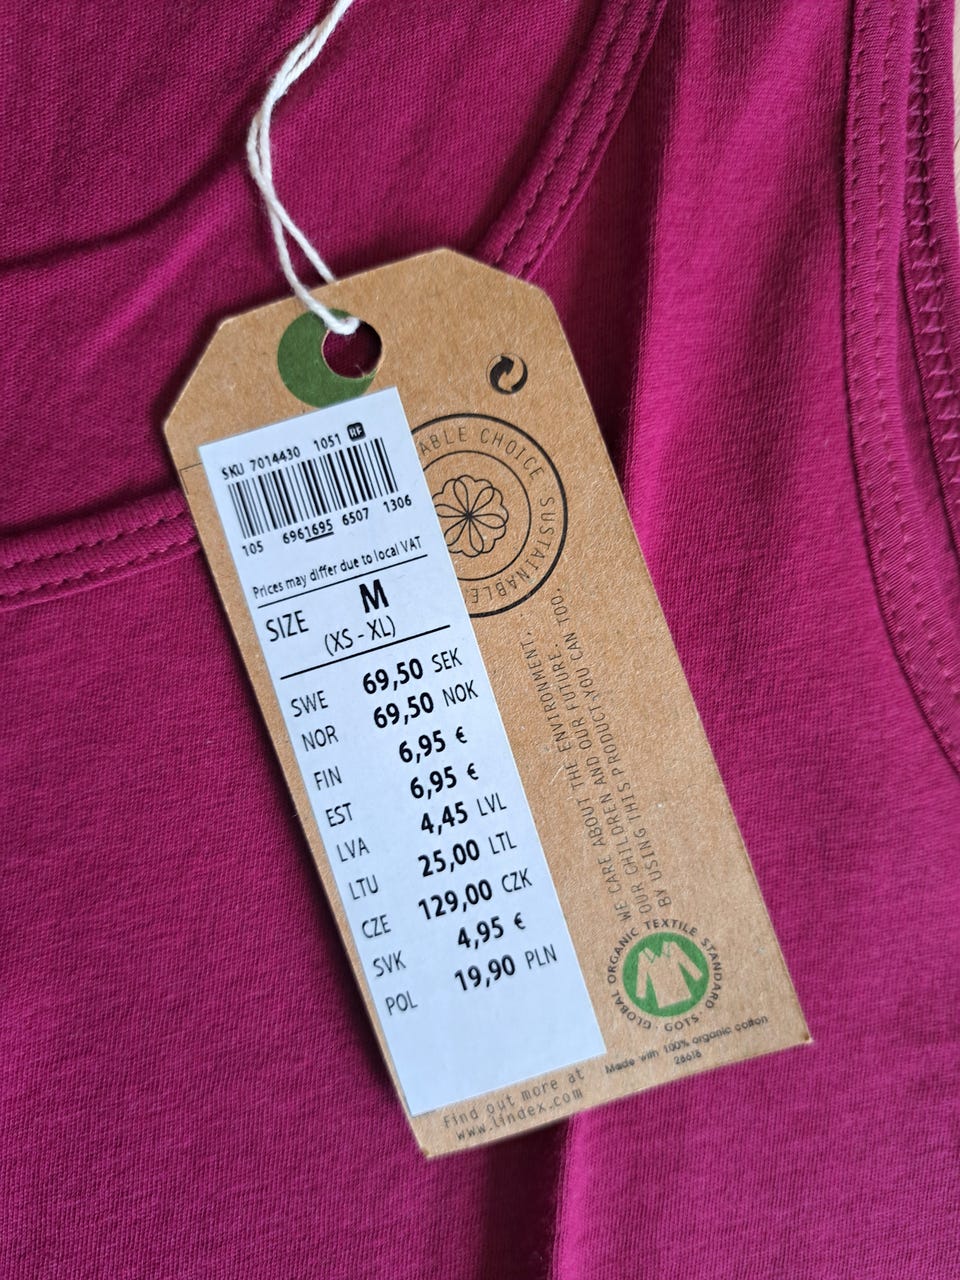 SKU 7014430 1051 RF
105 6961695 6507 1306
Prices may differ due to local VAT
SIZE M
(XS - XL)
SWE 69,50 SEK
NOR 69,50 NOK
FIN 6,95 €
EST 6,95 €
LVA 4,45 LVL
LTU 25,00 LTL
CZE 129,00 CZK
SVK 4,95 €
POL 19,90 PLN
ABLE CHOICE SUSTAINABLE
WE CARE ABOUT THE ENVIRONMENT,
OUR CHILDREN AND OUR FUTURE.
BY USING THIS PRODUCT YOU CAN TOO.
GLOBAL ORGANIC TEXTILE STANDARD · GOTS ·
Made with 100% organic cotton
28618
Find out more at
www.lindex.com